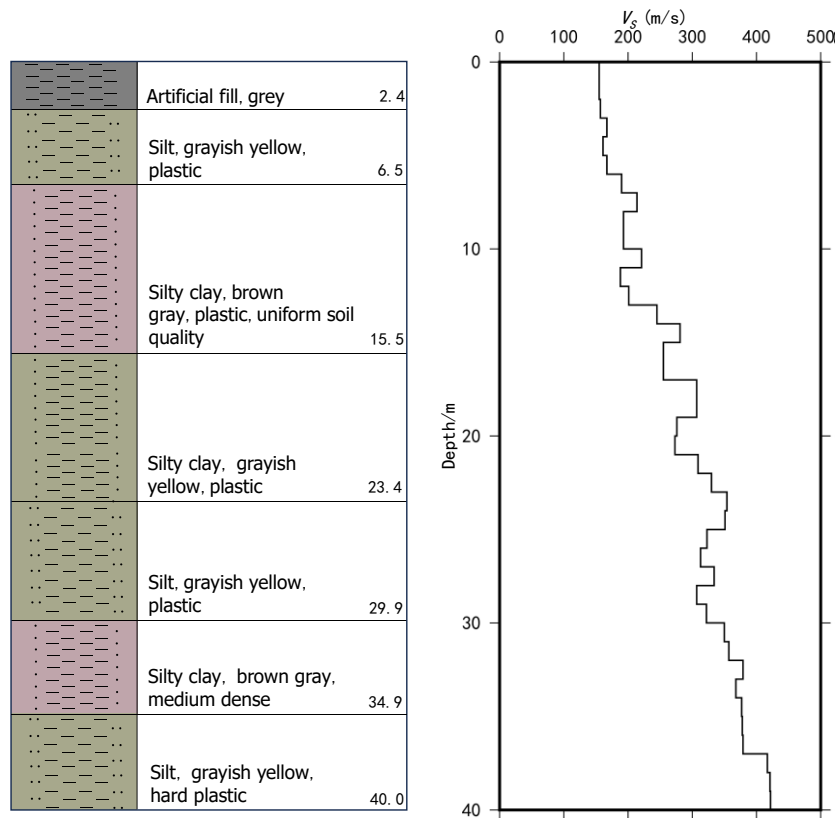 Artificial fill, grey 2.4
Silt, grayish yellow,
plastic 6.5
Silty clay, brown
gray, plastic, uniform soil
quality 15.5
Silty clay, grayish
yellow, plastic 23.4
Silt, grayish yellow,
plastic 29.9
Silty clay, brown gray,
medium dense 34.9
Silt, grayish yellow,
hard plastic 40.0
V_S (m/s)
0 100 200 300 400 500
0
10
20
30
40
Depth/m